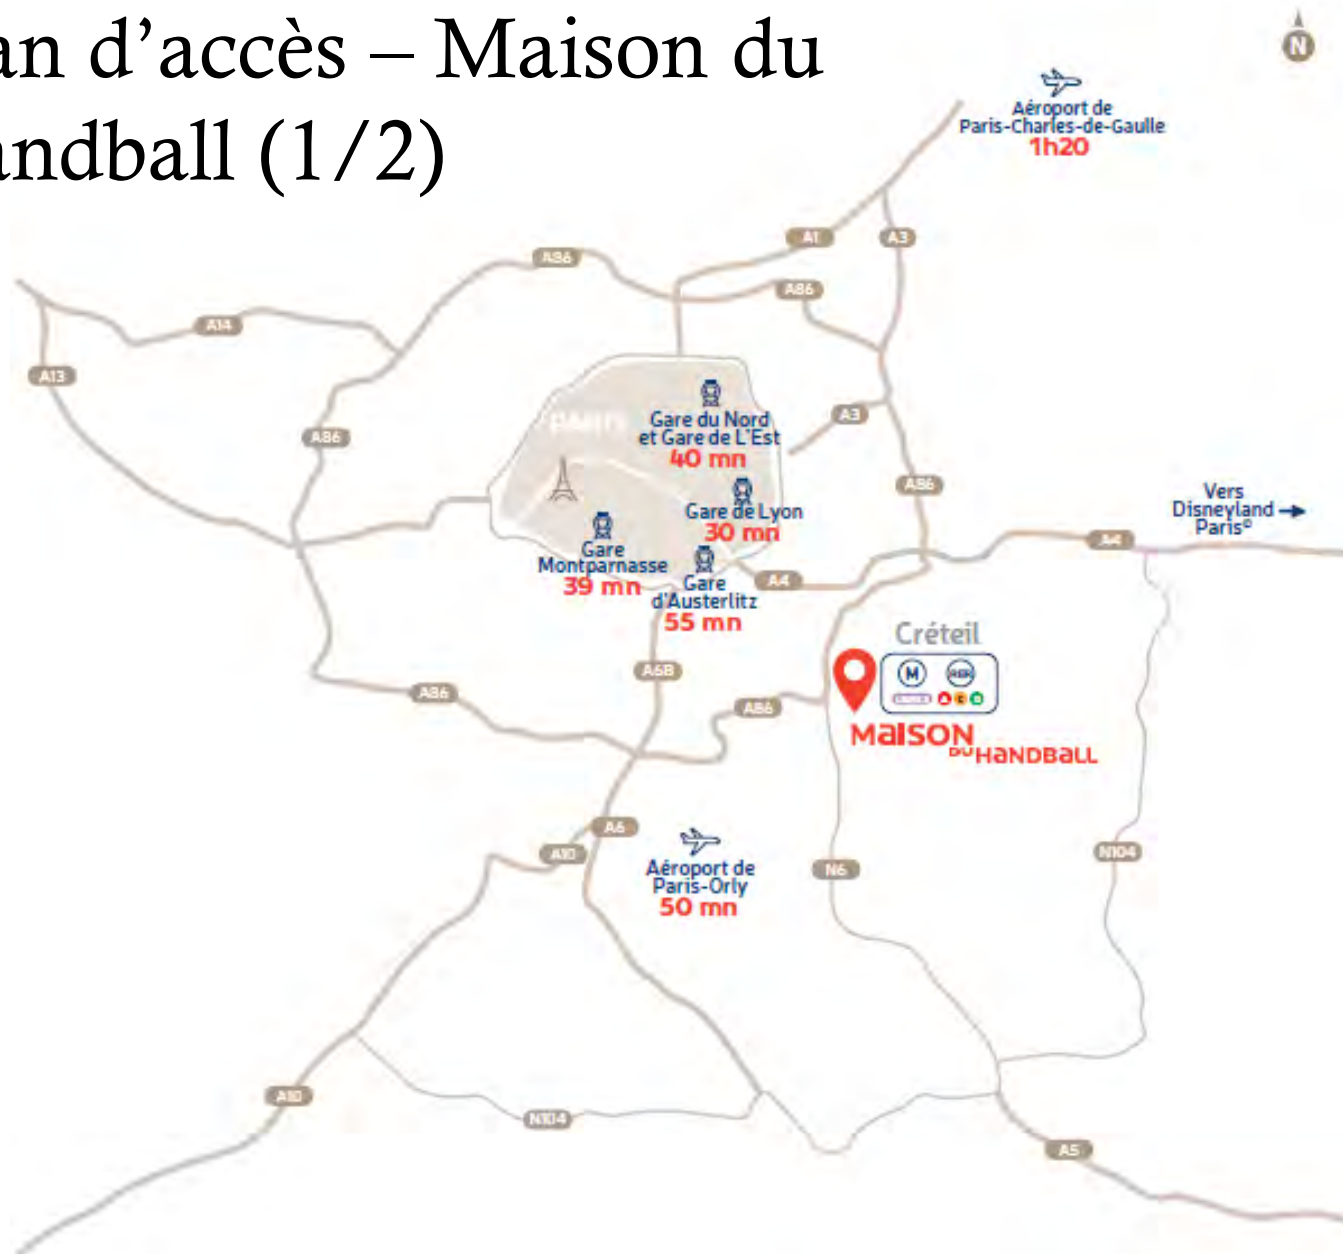 an d’accès – Maison du
andball (1/2)
N
Aéroport de
Paris-Charles-de-Gaulle
1h20
A1
A3
A86
A86
A14
A13
A86
PARIS
Gare du Nord
et Gare de L'Est
40 mn
A3
A86
Gare de Lyon
30 mn
Vers
Disneyland
Paris©
Gare
Montparnasse
39 mn
A4
A4
Gare
d'Austerlitz
55 mn
Créteil
M
RER
A
D
A6B
A86
A86
MaISON
DU HaNDBaLL
A6
A10
Aéroport de
Paris-Orly
50 mn
N6
N104
A10
N104
A5